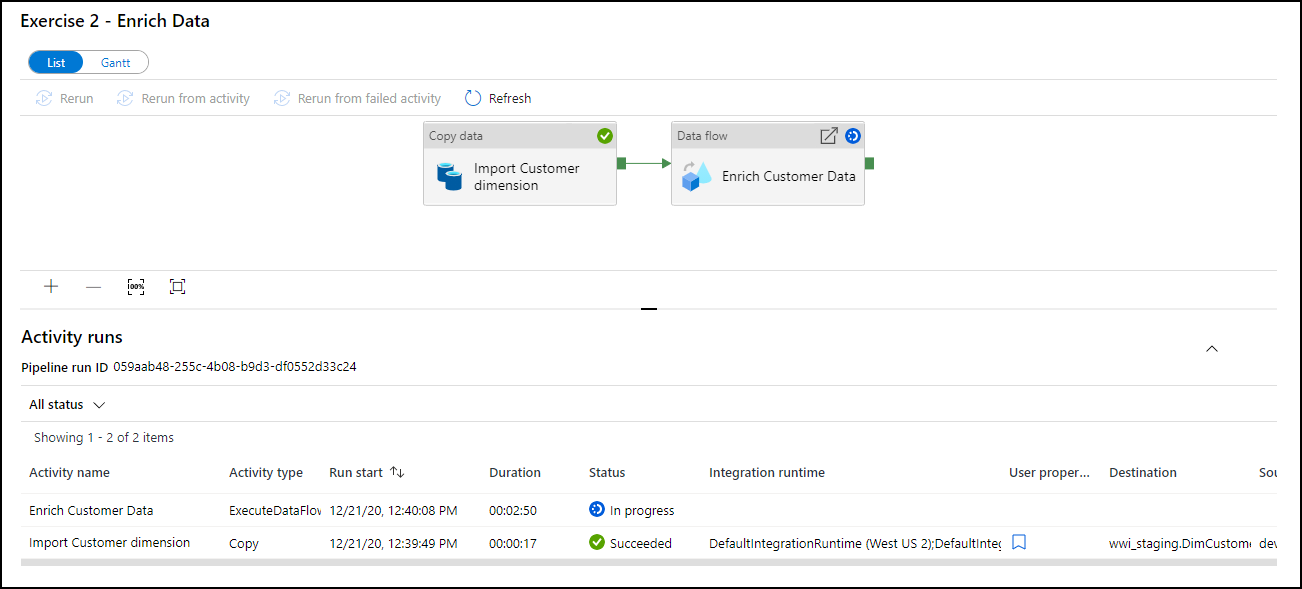 Exercise 2 - Enrich Data
List Gantt
Rerun Rerun from activity Rerun from failed activity Refresh
Copy data
Import Customer
dimension
Data flow
Enrich Customer Data
100%
Activity runs
Pipeline run ID 059aab48-255c-4b08-b9d3-df0552d33c24
All status
Showing 1 - 2 of 2 items
Activity name Activity type Run start Duration Status Integration runtime User proper... Destination Sou
Enrich Customer Data ExecuteDataFlow 12/21/20, 12:40:08 PM 00:02:50 In progress
Import Customer dimension Copy 12/21/20, 12:39:49 PM 00:00:17 Succeeded DefaultIntegrationRuntime (West US 2);DefaultInteg wwi_staging.DimCustome dev